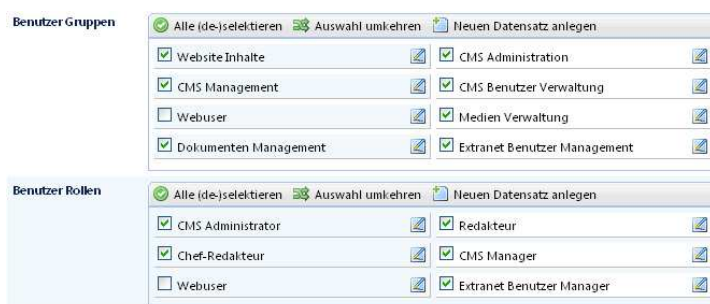 Benutzer Gruppen
Alle (de-)selektieren Auswahl umkehren Neuen Datensatz anlegen
Website Inhalte CMS Administration
CMS Management CMS Benutzer Verwaltung
Webuser Medien Verwaltung
Dokumenten Management Extranet Benutzer Management
Benutzer Rollen
Alle (de-)selektieren Auswahl umkehren Neuen Datensatz anlegen
CMS Administrator Redakteur
Chef-Redakteur CMS Manager
Webuser Extranet Benutzer Manager